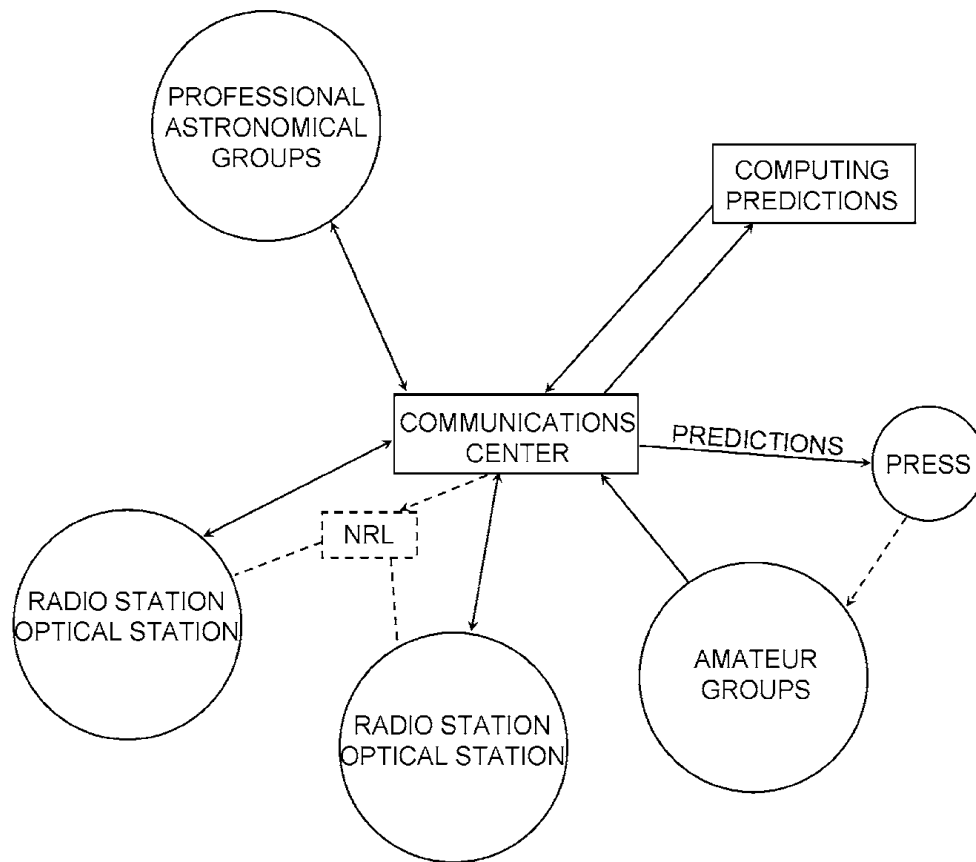 PROFESSIONAL
ASTRONOMICAL
GROUPS
COMPUTING
PREDICTIONS
COMMUNICATIONS
CENTER
PREDICTIONS
PRESS
NRL
RADIO STATION
OPTICAL STATION
RADIO STATION
OPTICAL STATION
AMATEUR
GROUPS